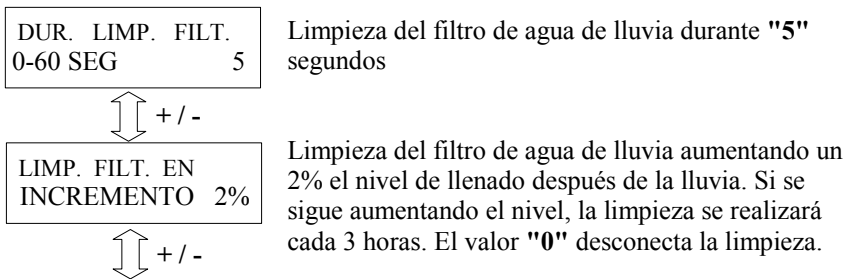 DUR. LIMP. FILT.
0-60 SEG 5
Limpieza del filtro de agua de lluvia durante "5"
segundos
+ / -
LIMP. FILT. EN
INCREMENTO 2%
Limpieza del filtro de agua de lluvia aumentando un
2% el nivel de llenado después de la lluvia. Si se
sigue aumentando el nivel, la limpieza se realizará
cada 3 horas. El valor "0" desconecta la limpieza.
+ / -